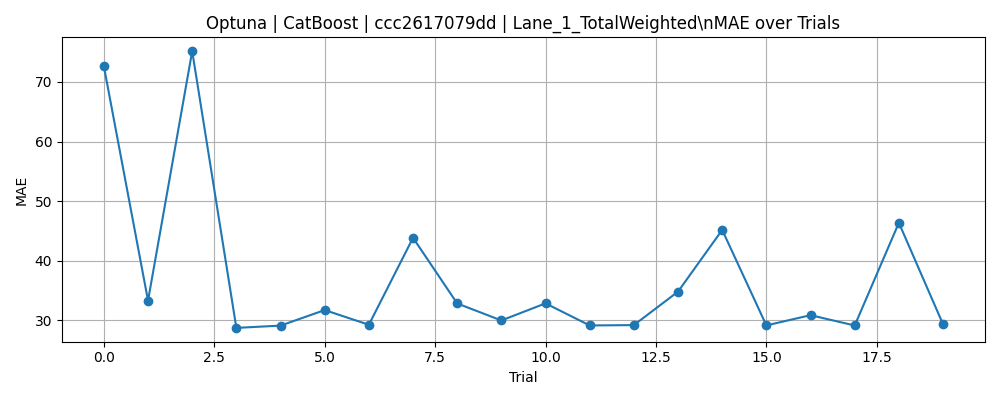 Optuna | CatBoost | ccc2617079dd | Lane_1_TotalWeighted\nMAE over Trials
70
60
50
40
30
MAE
0.0 2.5 5.0 7.5 10.0 12.5 15.0 17.5
Trial